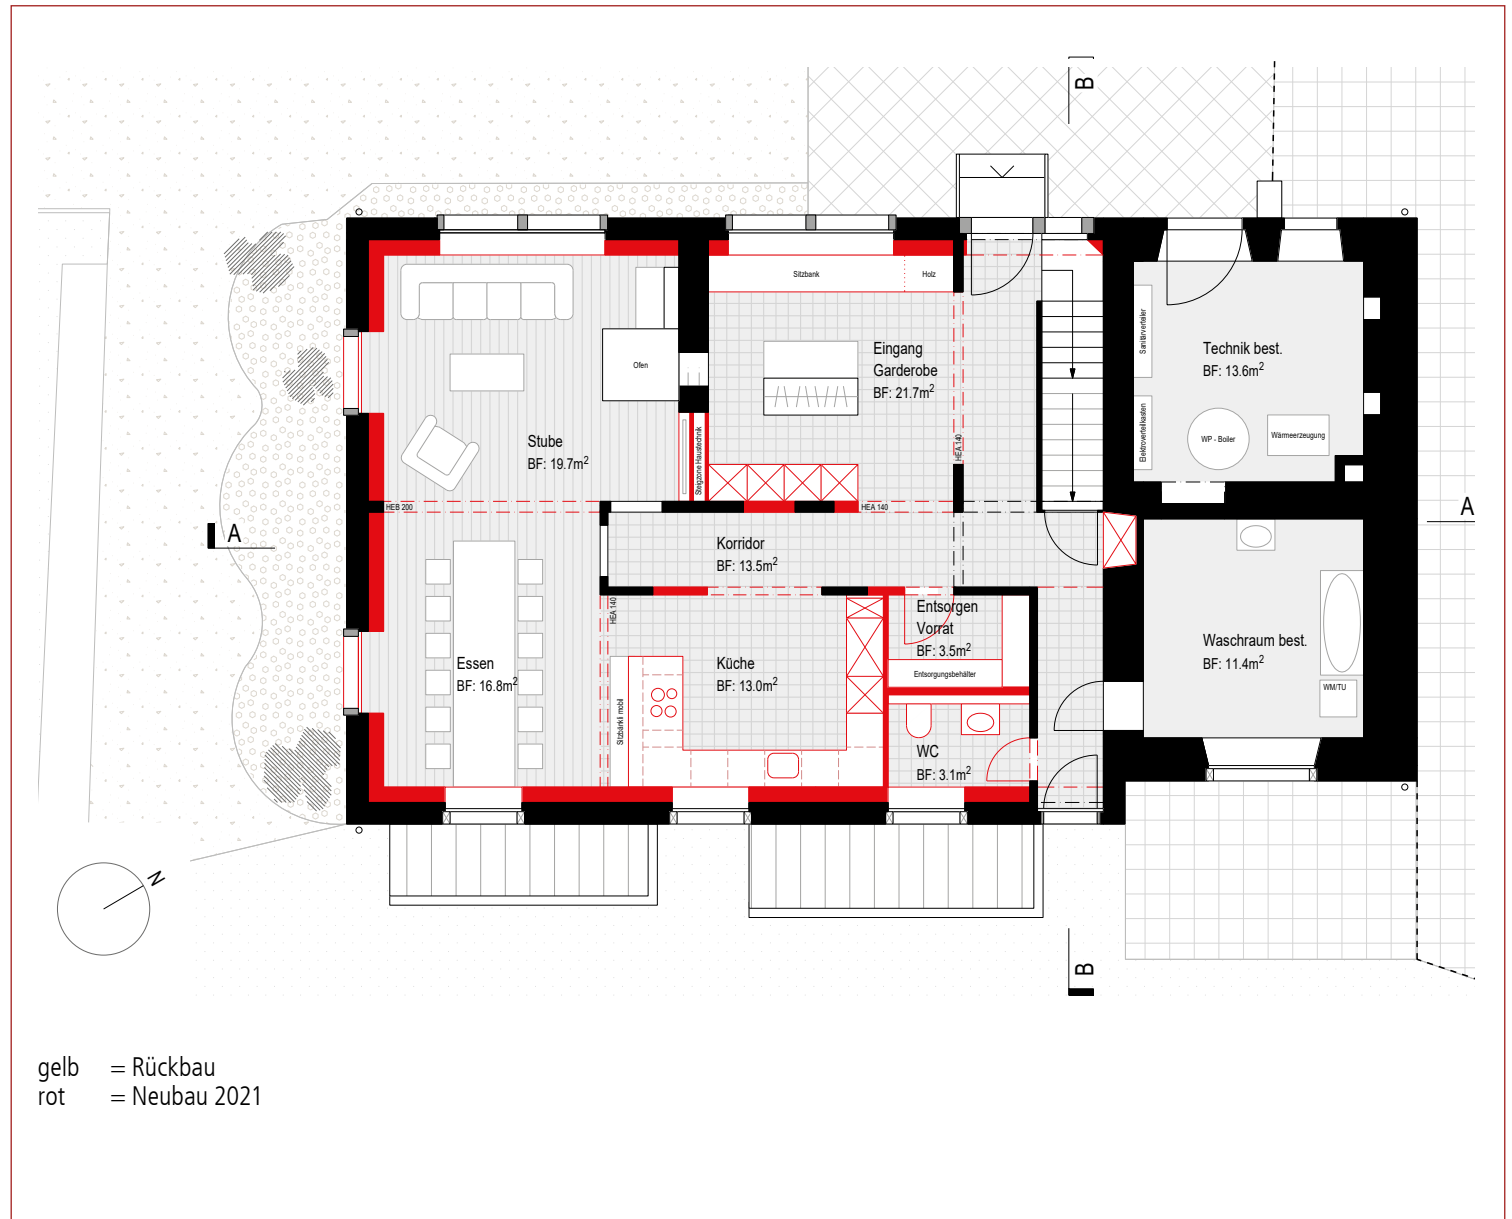 B
Sitzbank
Holz
Ofen
Eingang
Garderobe
BF: 21.7m²
Sanitärverteiler
Technik best.
BF: 13.6m²
Elektroverteilkasten
WP - Boiler
Wärmeerzeugung
Stube
BF: 19.7m²
Steigzone Haustechnik
HEA 140
HEB 200
HEA 140
A
A
Korridor
BF: 13.5m²
HEA 140
Entsorgen
Vorrat
BF: 3.5m²
Entsorgungsbehälter
Essen
BF: 16.8m²
Küche
BF: 13.0m²
Sitzbänkli mobil
Waschraum best.
BF: 11.4m²
WM/TU
WC
BF: 3.1m²
N
B
gelb = Rückbau
rot = Neubau 2021